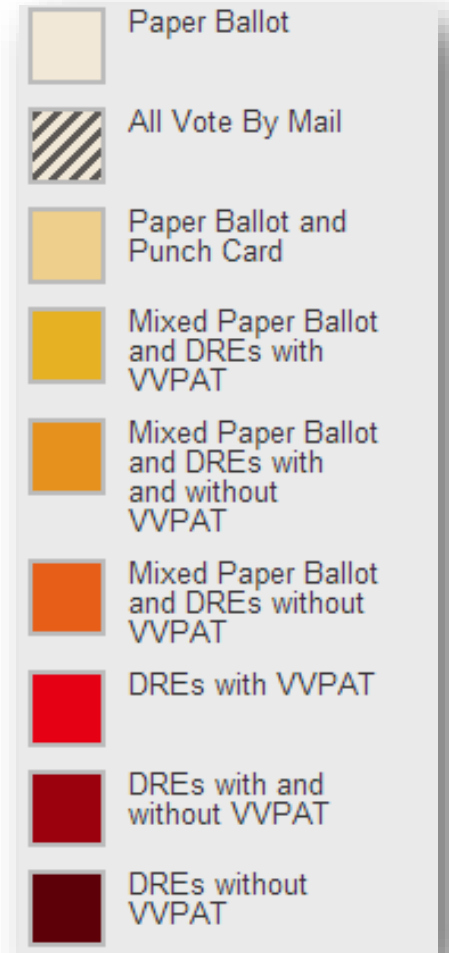 Paper Ballot
All Vote By Mail
Paper Ballot and
Punch Card
Mixed Paper Ballot
and DREs with
VVPAT
Mixed Paper Ballot
and DREs with
and without
VVPAT
Mixed Paper Ballot
and DREs without
VVPAT
DREs with VVPAT
DREs with and
without VVPAT
DREs without
VVPAT